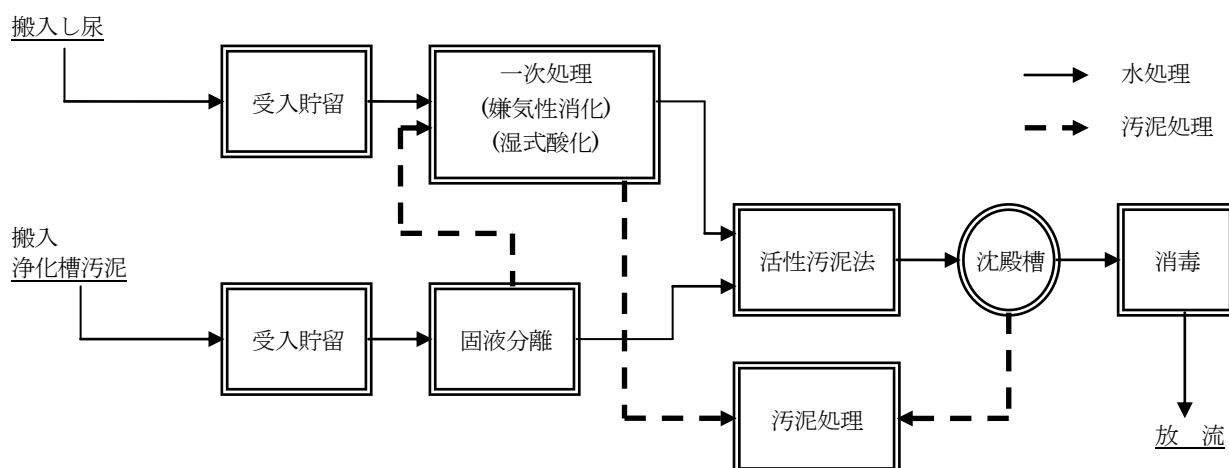 搬入し尿
受入貯留
一次処理
(嫌気性消化)
(湿式酸化)
水処理
汚泥処理
搬入
浄化槽汚泥
受入貯留
固液分離
活性汚泥法
沈殿槽
消毒
汚泥処理
放　流